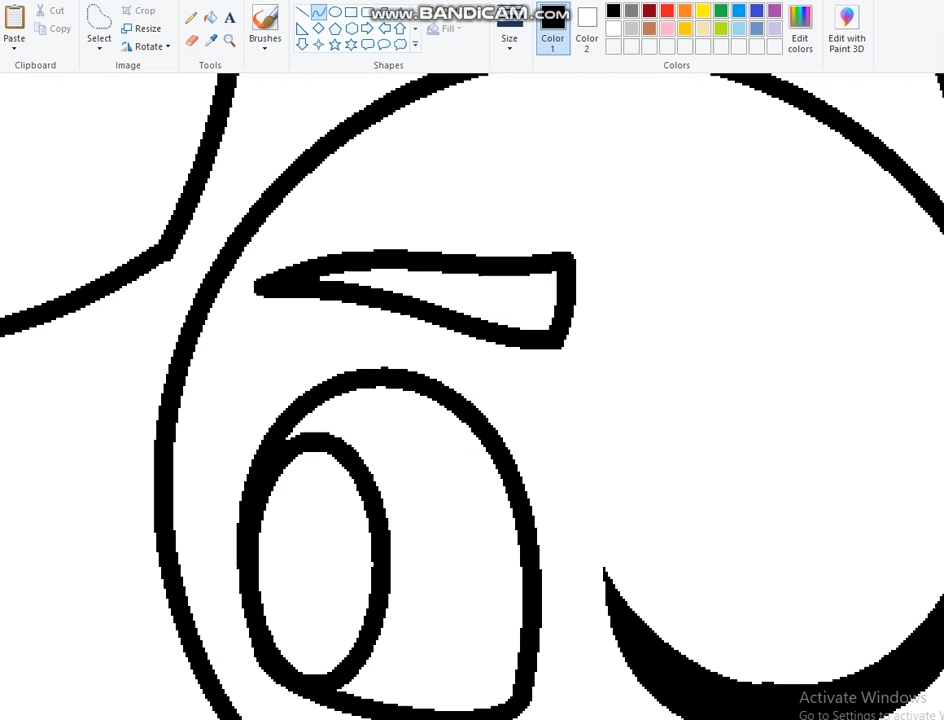 www.BANDICAM.com
Paste
Cut
Copy
Clipboard
Select
Crop
Resize
Rotate
Image
A
Tools
Brushes
Fill
Shapes
Size
Color 1
Color 2
Colors
Edit colors
Edit with Paint 3D
Activate Windows
Go to Settings to activate W